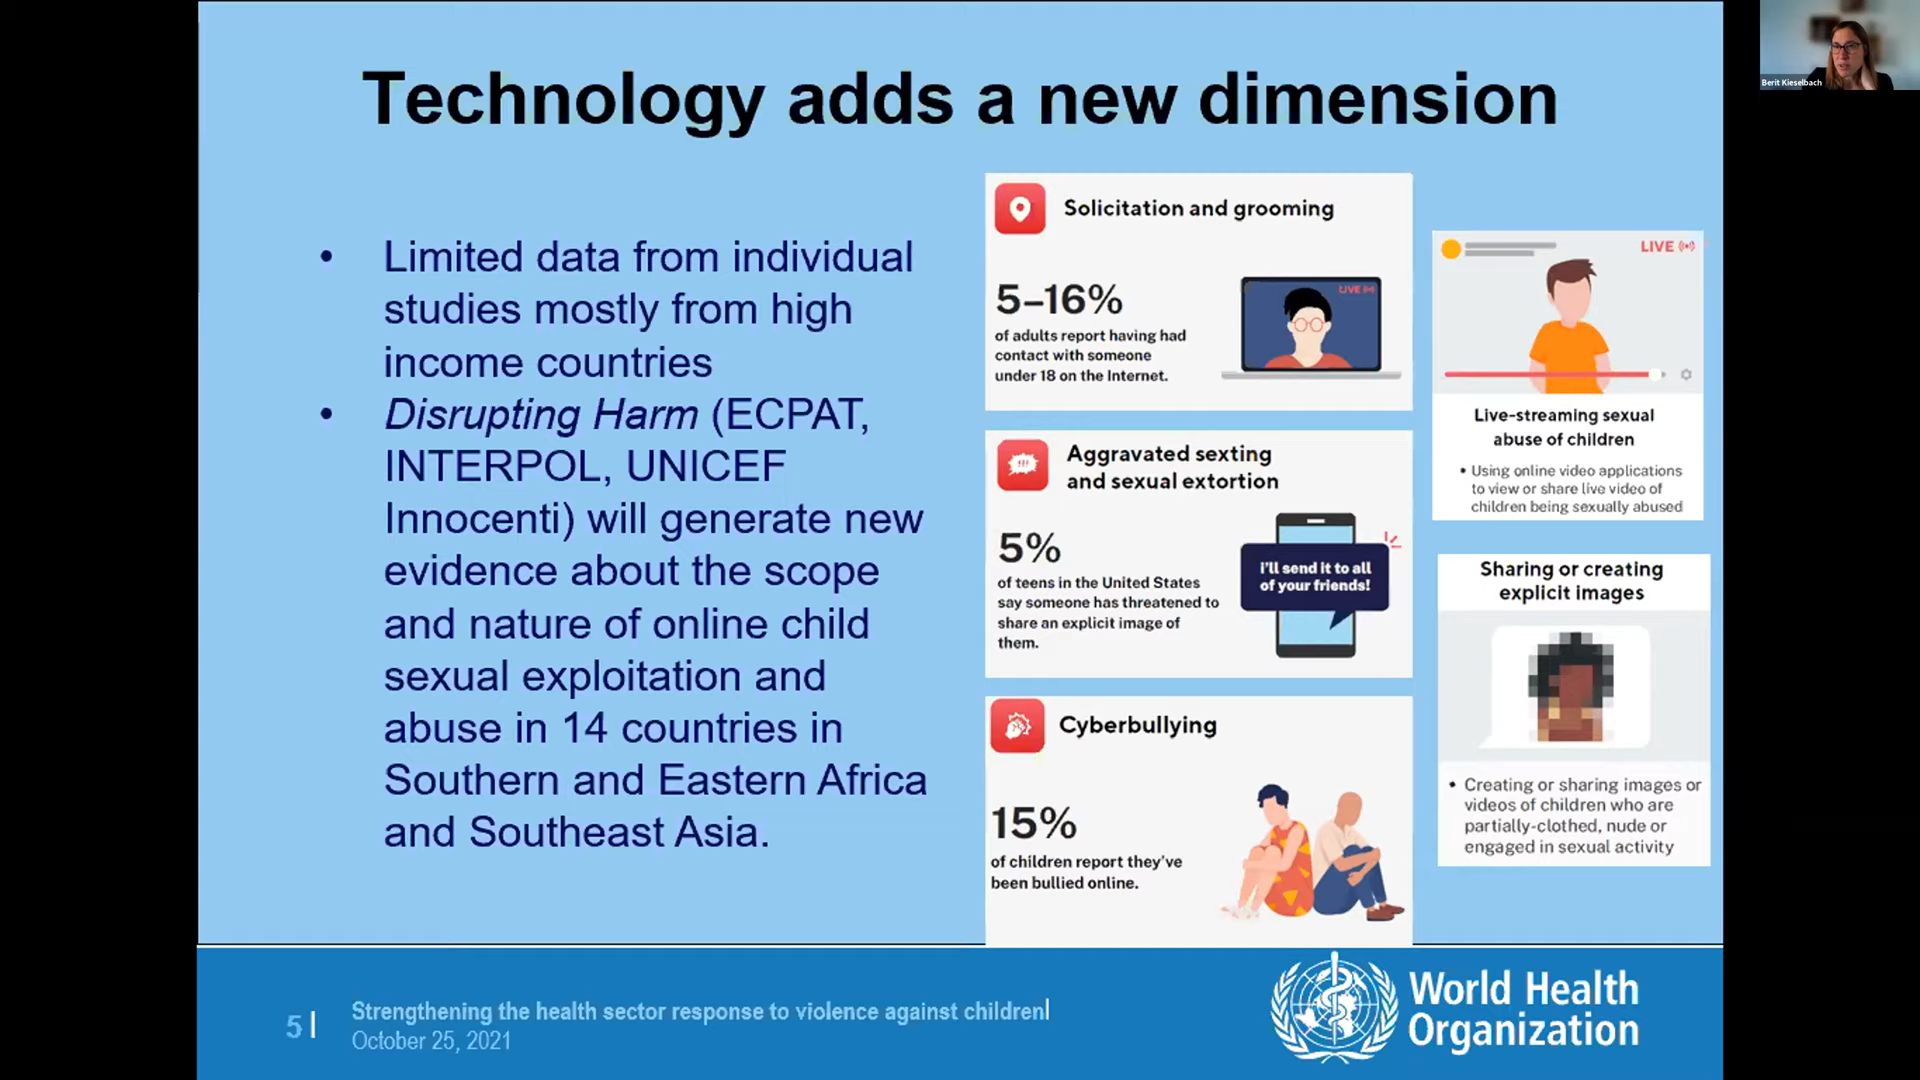 Technology adds a new dimension
• Limited data from individual
studies mostly from high
income countries
• Disrupting Harm (ECPAT,
INTERPOL, UNICEF
Innocenti) will generate new
evidence about the scope
and nature of online child
sexual exploitation and
abuse in 14 countries in
Southern and Eastern Africa
and Southeast Asia.
Solicitation and grooming
5–16%
of adults report having had
contact with someone
under 18 on the Internet.
LIVE
Aggravated sexting
and sexual extortion
5%
of teens in the United States
say someone has threatened to
share an explicit image of
them.
!!!
i'll send it to all
of your friends!
Cyberbullying
15%
of children report they've
been bullied online.
LIVE
Live-streaming sexual
abuse of children
• Using online video applications
to view or share live video of
children being sexually abused
Sharing or creating
explicit images
• Creating or sharing images or
videos of children who are
partially-clothed, nude or
engaged in sexual activity
5 |
Strengthening the health sector response to violence against children|
October 25, 2021
World Health
Organization
Berit Kieselbach